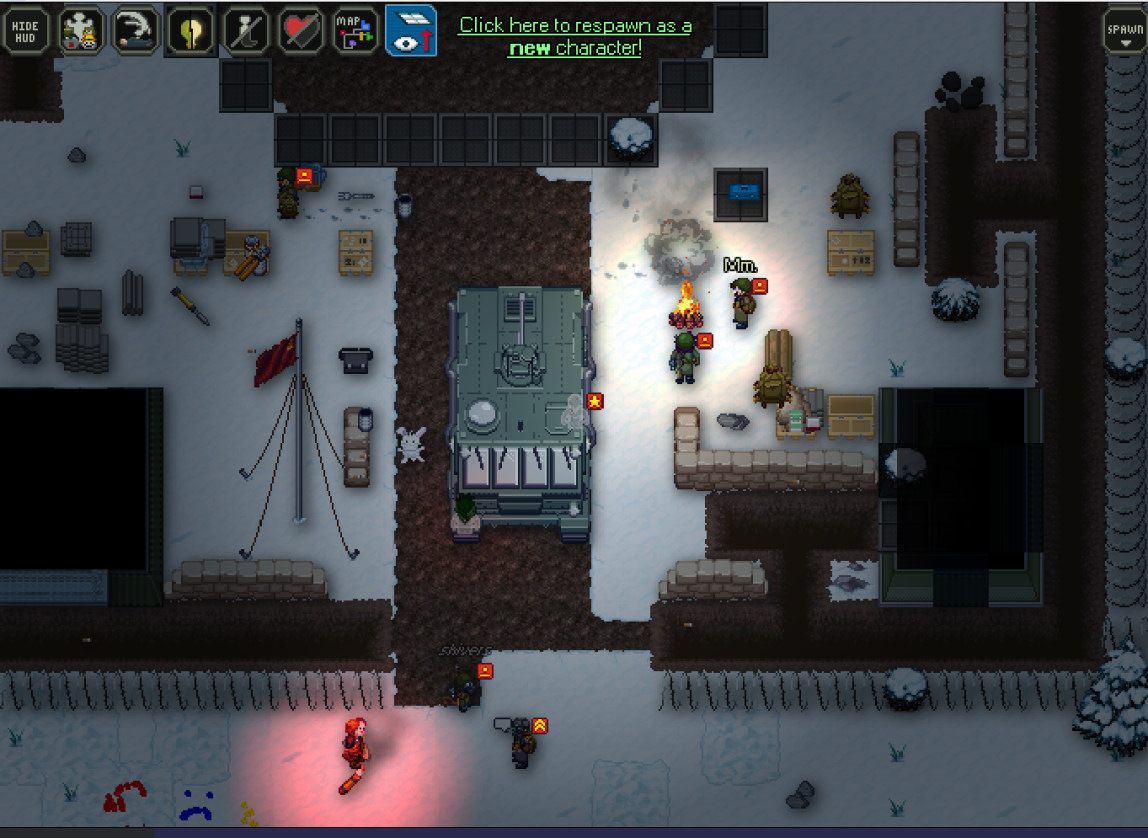 HIDE
HUD
MAP
Click here to respawn as a
new character!
SPAWN
Mm.
shivers